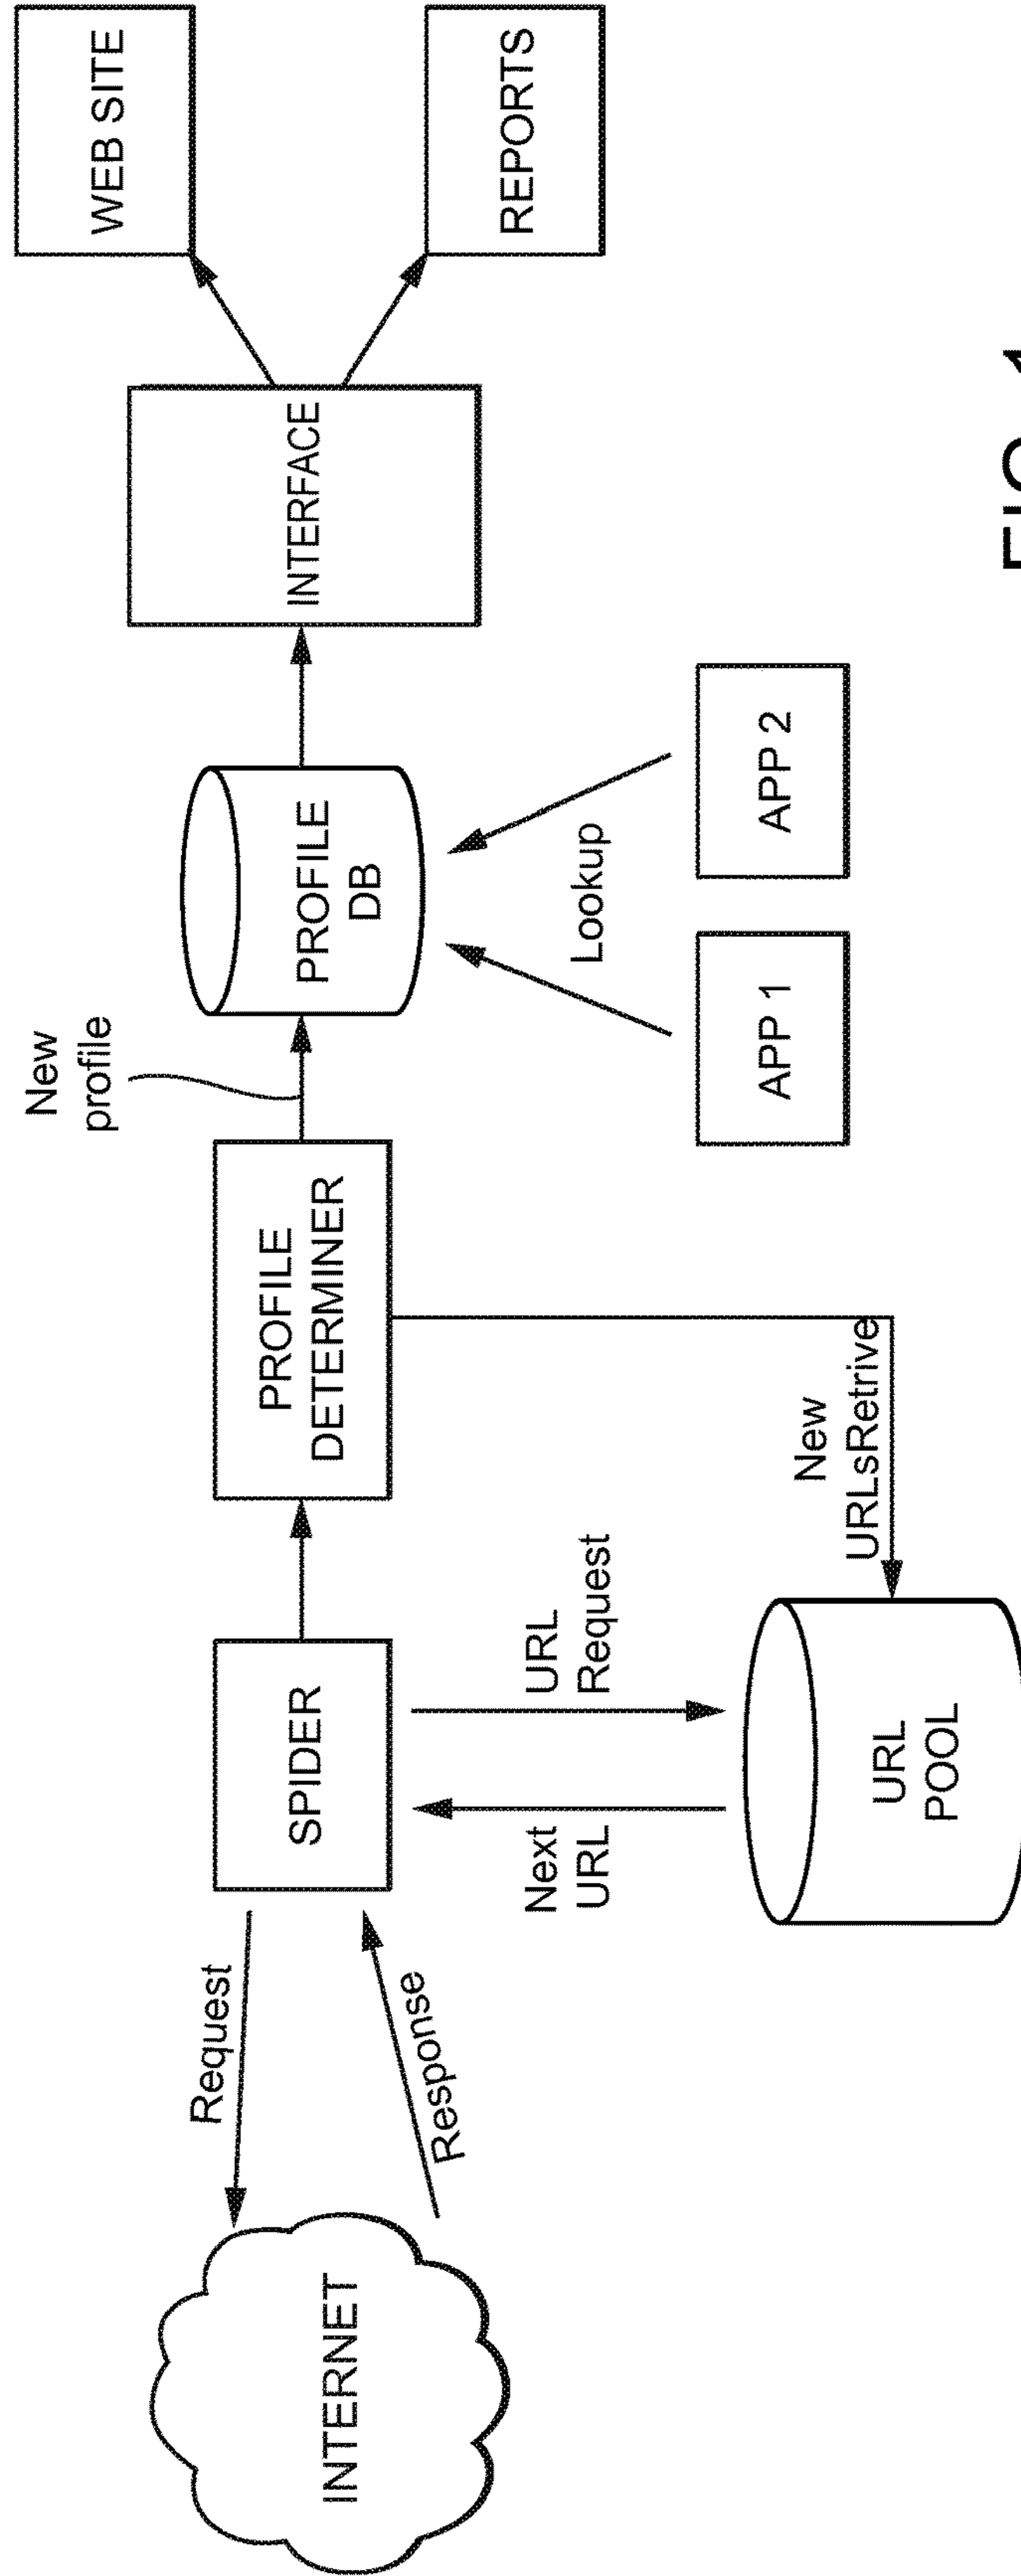 INTERNET
Request
Response
SPIDER
Next
URL
URL
Request
URL
POOL
PROFILE
DETERMINER
New
URLsRetrive
New
profile
PROFILE
DB
Lookup
APP 1
APP 2
INTERFACE
WEB SITE
REPORTS